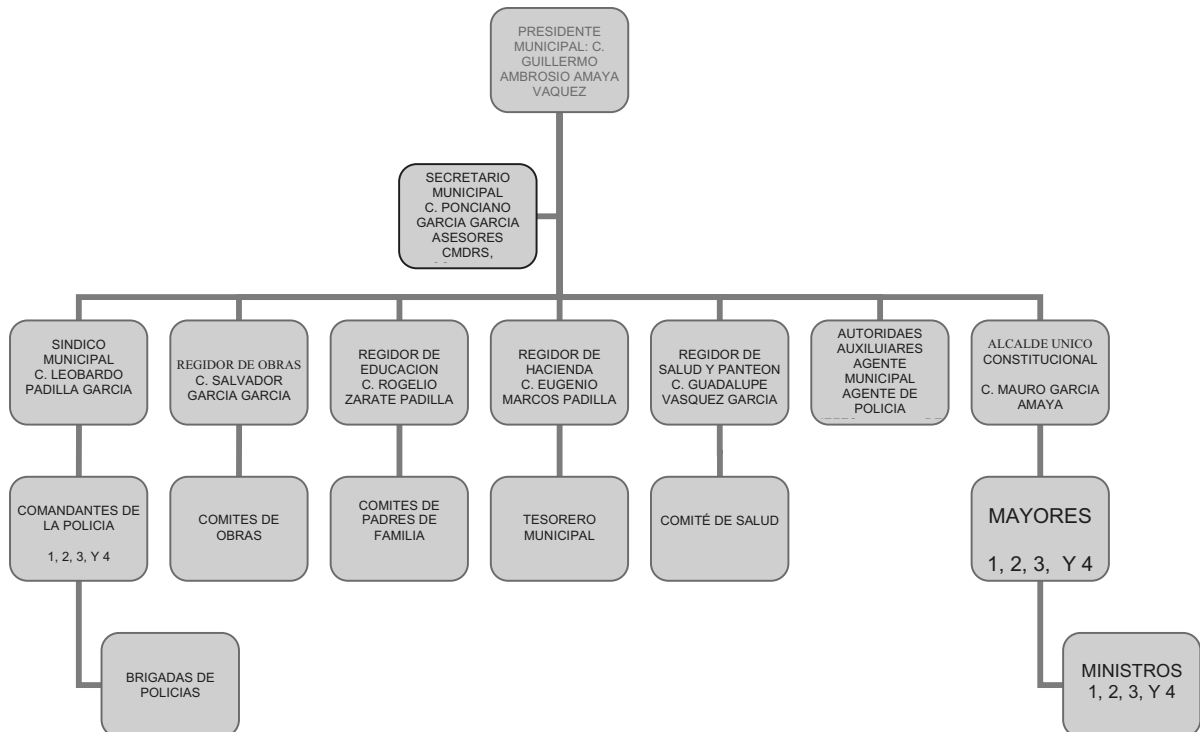 PRESIDENTE
MUNICIPAL: C.
GUILLERMO
AMBROSIO AMAYA
VAQUEZ
SECRETARIO
MUNICIPAL
C. PONCIANO
GARCIA GARCIA
ASESORES
CMDRS,
SINDICO
MUNICIPAL
C. LEOBARDO
PADILLA GARCIA
REGIDOR DE OBRAS
C. SALVADOR
GARCIA GARCIA
REGIDOR DE
EDUCACION
C. ROGELIO
ZARATE PADILLA
REGIDOR DE
HACIENDA
C. EUGENIO
MARCOS PADILLA
REGIDOR DE
SALUD Y PANTEON
C. GUADALUPE
VASQUEZ GARCIA
AUTORIDAES
AUXILUIARES
AGENTE
MUNICIPAL
AGENTE DE
POLICIA
ALCALDE UNICO
CONSTITUCIONAL
C. MAURO GARCIA
AMAYA
COMANDANTES DE
LA POLICIA
1, 2, 3, Y 4
COMITES DE
OBRAS
COMITES DE
PADRES DE
FAMILIA
TESORERO
MUNICIPAL
COMITÉ DE SALUD
MAYORES
1, 2, 3, Y 4
BRIGADAS DE
POLICIAS
MINISTROS
1, 2, 3, Y 4